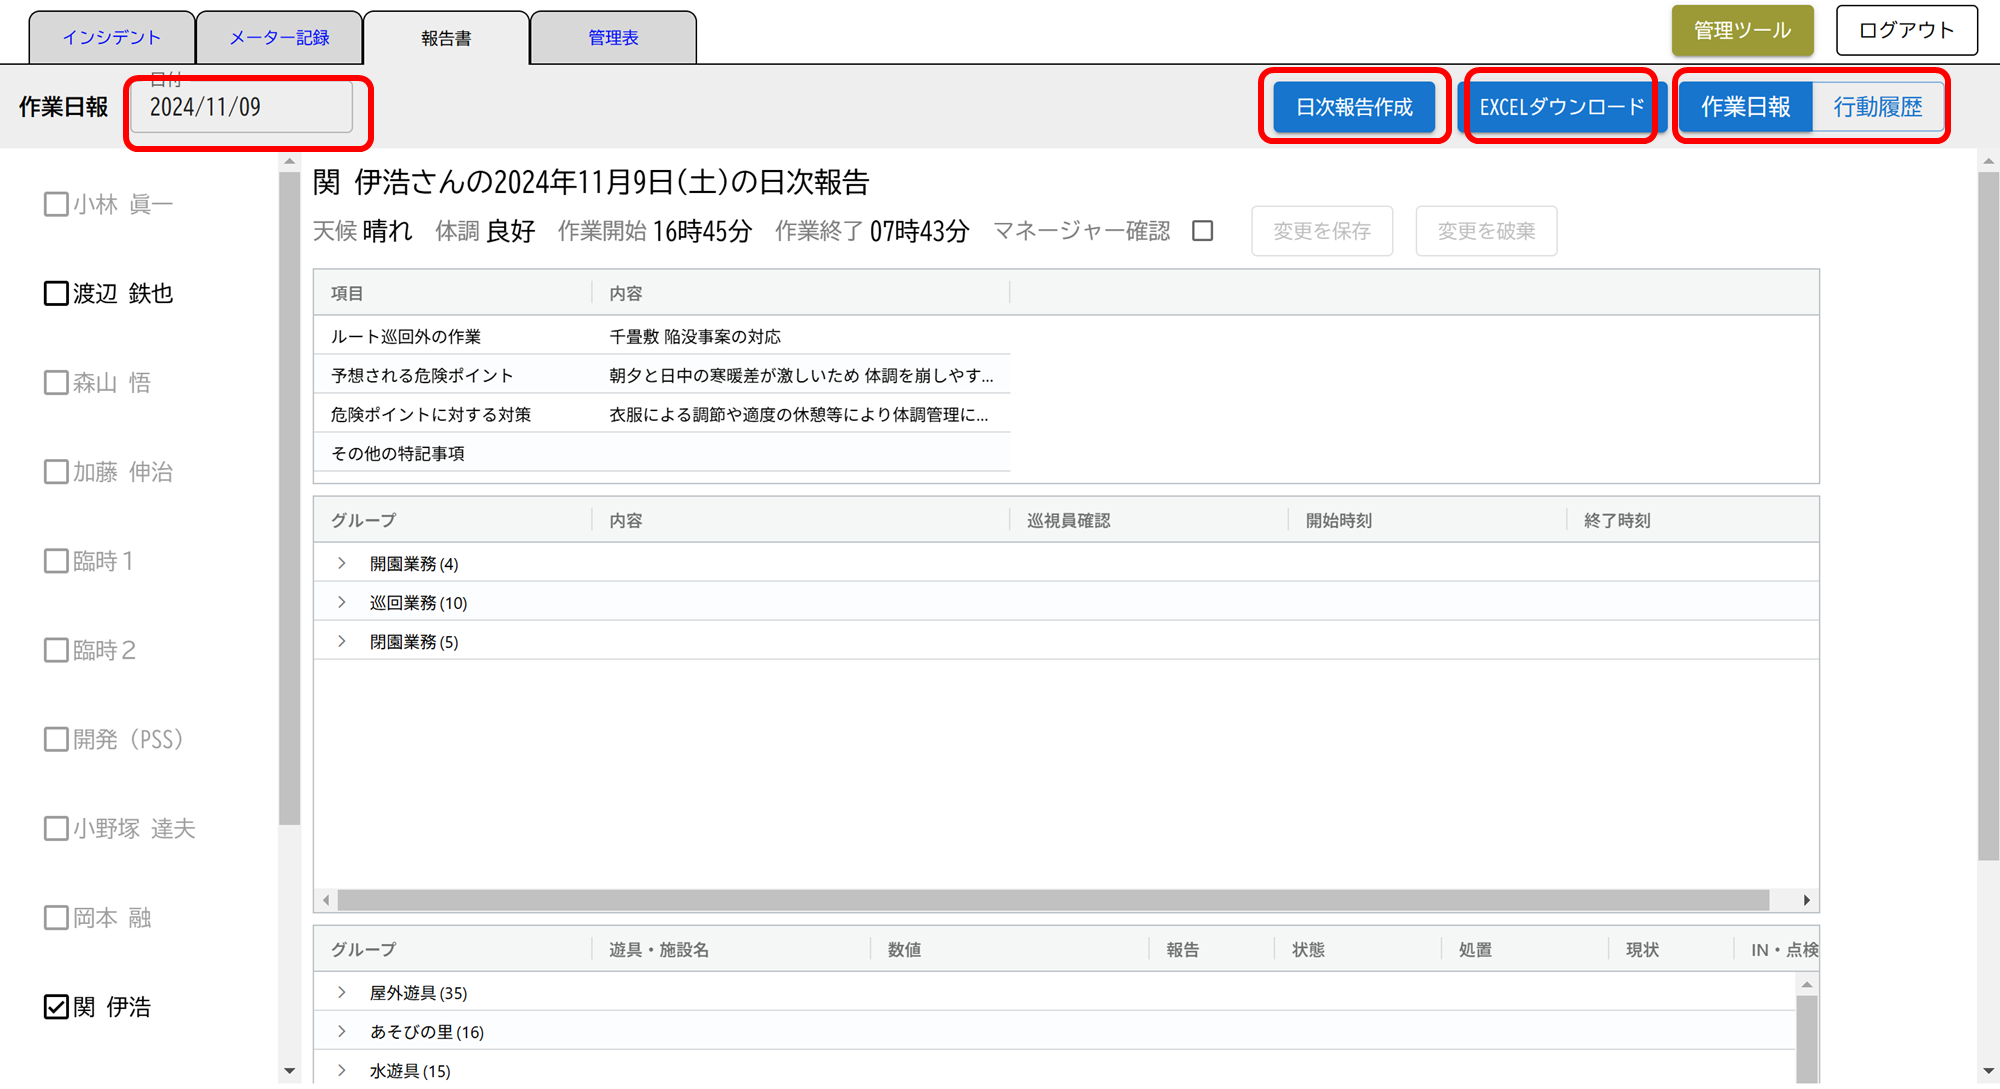 インシデント
メーター記録
報告書
管理表
管理ツール
ログアウト
作業日報
日付
2024/11/09
日次報告作成
EXCELダウンロード
作業日報
行動履歴
小林 眞一
渡辺 鉄也
森山 悟
加藤 伸治
臨時１
臨時２
開発（PSS）
小野塚 達夫
岡本 融
関 伊浩
関 伊浩さんの2024年11月9日(土)の日次報告
天候 晴れ 体調 良好 作業開始 16時45分 作業終了 07時43分 マネージャー確認
変更を保存
変更を破棄
項目 内容
ルート巡回外の作業 千畳敷 陥没事案の対応
予想される危険ポイント 朝夕と日中の寒暖差が激しいため 体調を崩しやす...
危険ポイントに対する対策 衣服による調節や適度の休憩等により体調管理に...
その他の特記事項
グループ 内容 巡視員確認 開始時刻 終了時刻
開園業務(4)
巡回業務(10)
閉園業務(5)
グループ 遊具・施設名 数値 報告 状態 処置 現状 IN・点検
屋外遊具(35)
あそびの里(16)
水遊具(15)